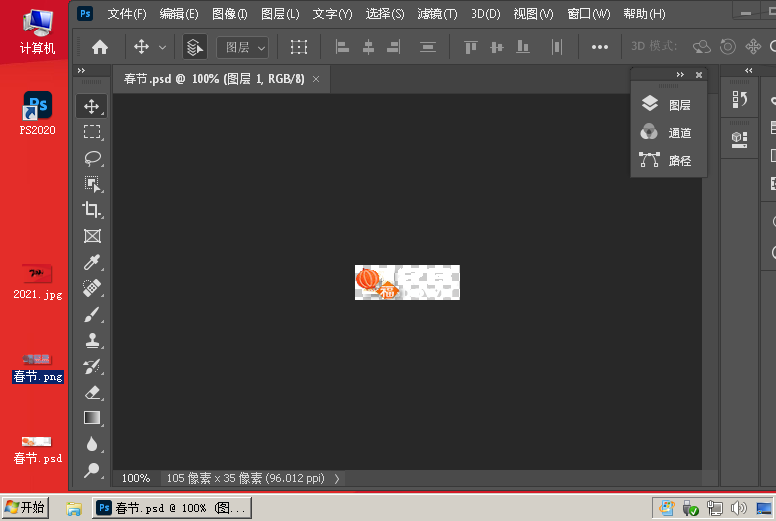 计算机
PS2020
2021.jpg
春节.png
春节.psd
Ps 文件(F) 编辑(E) 图像(I) 图层(L) 文字(Y) 选择(S) 滤镜(T) 3D(D) 视图(V) 窗口(W) 帮助(H)
图层 3D 模式:
春节.psd @ 100% (图层 1, RGB/8) ×
图层
通道
路径
福
100% 105 像素 x 35 像素 (96.012 ppi)
开始 Ps 春节.psd @ 100% (图...